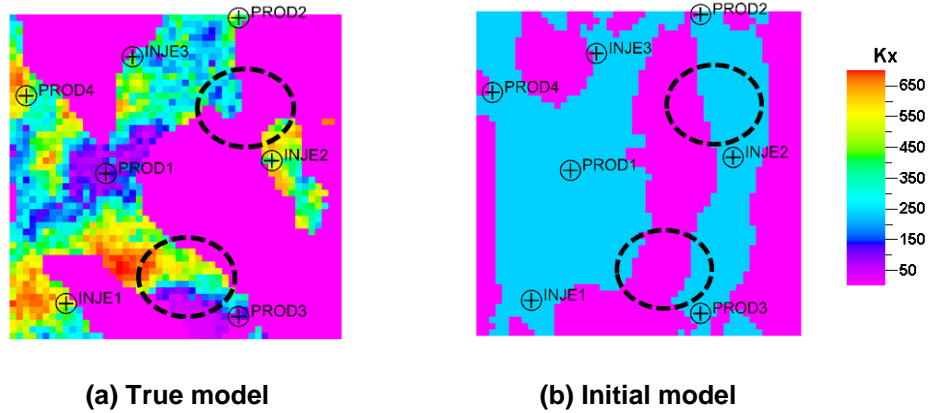 PROD2
INJE3
PROD4
PROD1
INJE2
INJE1
PROD3
PROD2
INJE3
PROD4
INJE2
PROD1
INJE1
PROD3
Kx
650
550
450
350
250
150
50
(a) True model
(b) Initial model